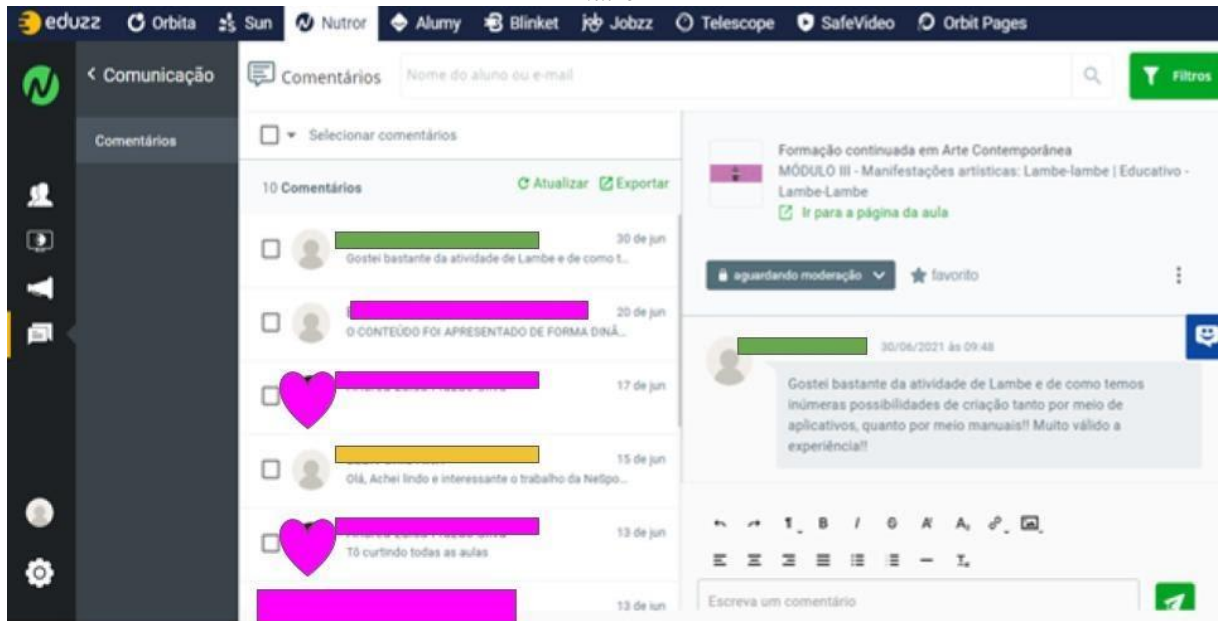 eduzz Orbita Sun Nutror Alumy Blinket Jobzz Telescope SafeVideo Orbit Pages
< Comunicação
Comentários
Comentários
Nome do aluno ou e-mail
Filtros
Selecionar comentários
10 Comentários
Atualizar
Exportar
30 de jun
Gostei bastante da atividade de Lambe e de como t...
20 de jun
O CONTEÚDO FOI APRESENTADO DE FORMA DINÂ...
17 de jun
15 de jun
Olá, Achei lindo e interessante o trabalho da NeSpo...
13 de jun
Tô curtindo todas as aulas
13 de jun
Formação continuada em Arte Contemporânea
MÓDULO III - Manifestações artísticas: Lambe-lambe | Educativo -
Lambe-Lambe
Ir para a página da aula
aguardando moderação
favorito
30/06/2021 às 09:48
Gostei bastante da atividade de Lambe e de como temos
inúmeras possibilidades de criação tanto por meio de
aplicativos, quanto por meio manuais!! Muito válido a
experiência!!
Escreva um comentário